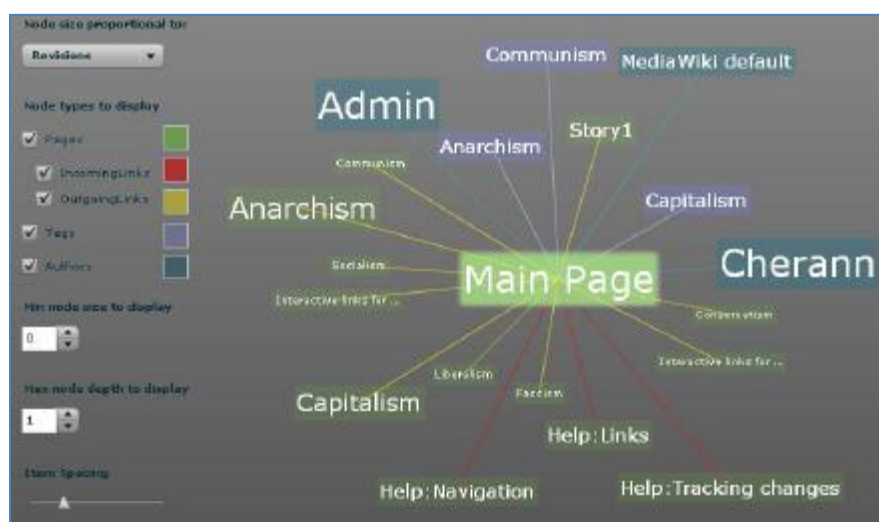 Node size proportional to:
Revisions
Node types to display
Pages
IncomingLinks
OutgoingLinks
Tags
Authors
Min node size to display
0
Max node depth to display
1
Item Spacing
Communism
MediaWiki default
Admin
Story1
Anarchism
Communism
Capitalism
Anarchism
Cherann
Socialism
Main Page
Interactive links for ...
Conservatism
Interactive links for ...
Liberalism
Fascism
Capitalism
Help:Links
Help:Navigation
Help:Tracking changes